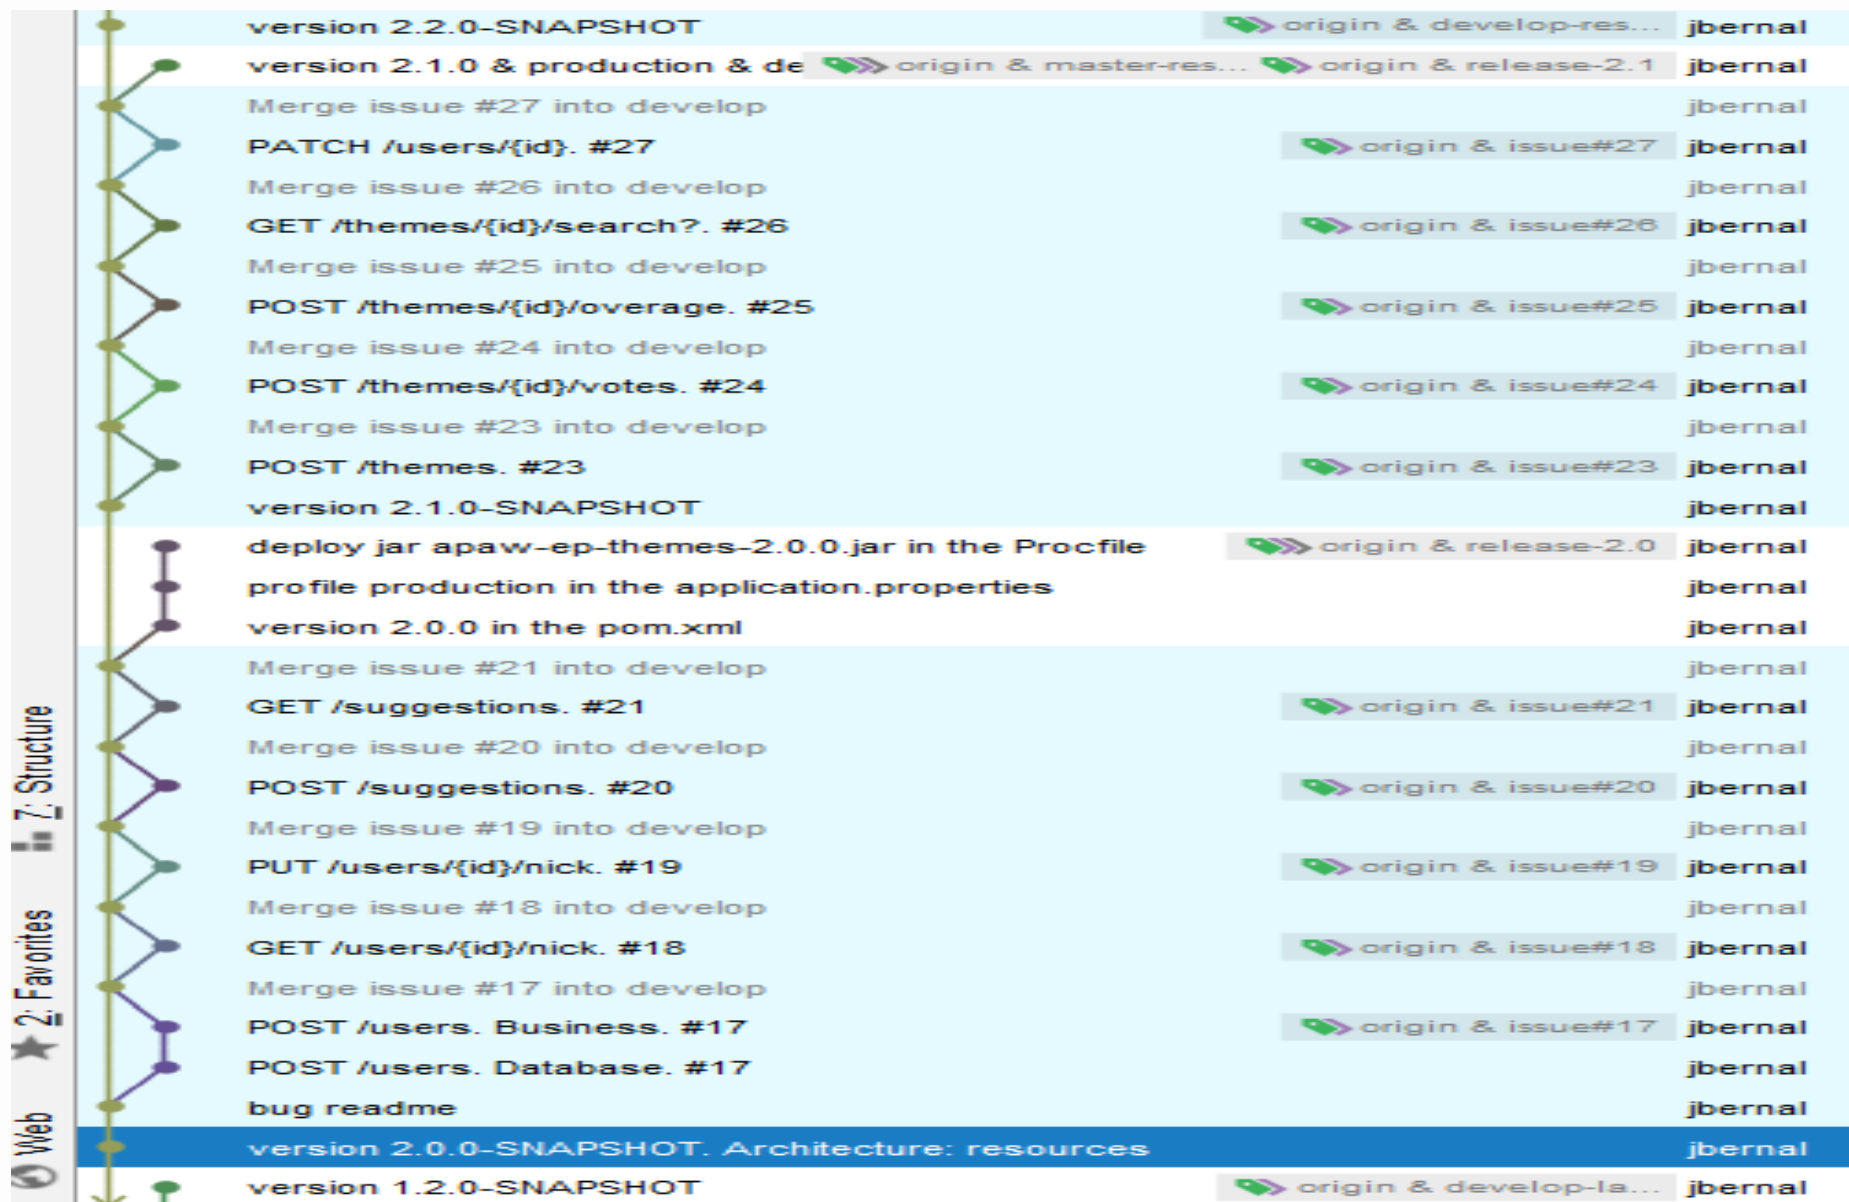 version 2.2.0-SNAPSHOT origin & develop-res... jbernal
version 2.1.0 & production & de origin & master-res... origin & release-2.1 jbernal
Merge issue #27 into develop jbernal
PATCH /users/{id}. #27 origin & issue#27 jbernal
Merge issue #26 into develop jbernal
GET /themes/{id}/search?. #26 origin & issue#26 jbernal
Merge issue #25 into develop jbernal
POST /themes/{id}/overage. #25 origin & issue#25 jbernal
Merge issue #24 into develop jbernal
POST /themes/{id}/votes. #24 origin & issue#24 jbernal
Merge issue #23 into develop jbernal
POST /themes. #23 origin & issue#23 jbernal
version 2.1.0-SNAPSHOT jbernal
deploy jar apaw-ep-themes-2.0.0.jar in the Procfile origin & release-2.0 jbernal
profile production in the application.properties jbernal
version 2.0.0 in the pom.xml jbernal
Merge issue #21 into develop jbernal
GET /suggestions. #21 origin & issue#21 jbernal
Merge issue #20 into develop jbernal
POST /suggestions. #20 origin & issue#20 jbernal
Merge issue #19 into develop jbernal
PUT /users/{id}/nick. #19 origin & issue#19 jbernal
Merge issue #18 into develop jbernal
GET /users/{id}/nick. #18 origin & issue#18 jbernal
Merge issue #17 into develop jbernal
POST /users. Business. #17 origin & issue#17 jbernal
POST /users. Database. #17 jbernal
bug readme jbernal
version 2.0.0-SNAPSHOT. Architecture: resources jbernal
version 1.2.0-SNAPSHOT origin & develop-la... jbernal
7: Structure
2: Favorites
Web